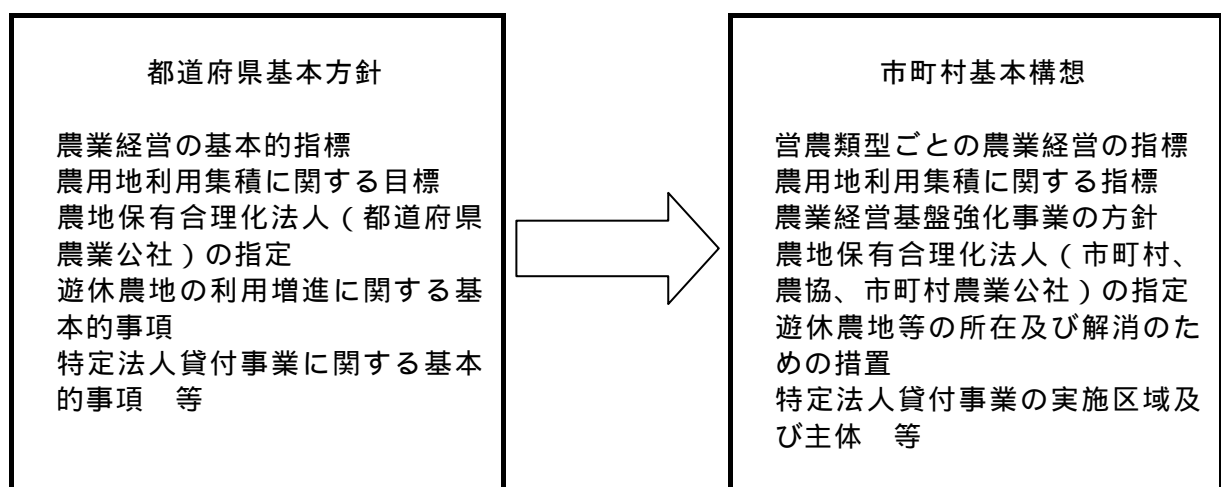 都道府県基本方針
農業経営の基本的指標
農用地利用集積に関する目標
農地保有合理化法人（都道府県
農業公社）の指定
遊休農地の利用増進に関する基
本的事項
特定法人貸付事業に関する基本
的事項　等
市町村基本構想
営農類型ごとの農業経営の指標
農用地利用集積に関する指標
農業経営基盤強化事業の方針
農地保有合理化法人（市町村、
農協、市町村農業公社）の指定
遊休農地等の所在及び解消のた
めの措置
特定法人貸付事業の実施区域及
び主体　等